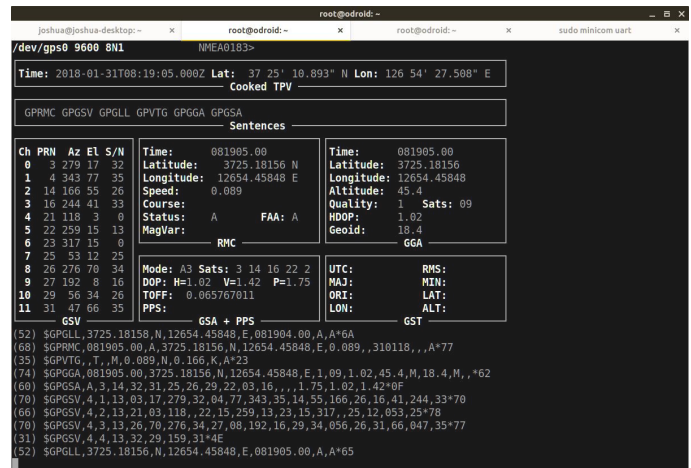 root@odroid: ~
joshua@joshua-desktop: ~ × root@odroid: ~ × root@odroid: ~ × sudo minicom uart ×
/dev/gps0 9600 8N1 NMEA0183>
Time: 2018-01-31T08:19:05.000Z Lat: 37 25' 10.893" N Lon: 126 54' 27.508" E
Cooked TPV
GPRMC GPGSV GPGLL GPVTG GPGGA GPGSA
Sentences
Ch PRN Az El S/N
0 3 279 17 32
1 4 343 77 35
2 14 166 55 26
3 16 244 41 33
4 21 118 3 0
5 22 259 15 13
6 23 317 15 0
7 25 53 12 25
8 26 276 70 34
9 27 192 8 16
10 29 56 34 26
11 31 47 66 35
GSV
Time: 081905.00
Latitude: 3725.18156 N
Longitude: 12654.45848 E
Speed: 0.089
Course:
Status: A FAA: A
MagVar:
RMC
Time: 081905.00
Latitude: 3725.18156
Longitude: 12654.45848
Altitude: 45.4
Quality: 1 Sats: 09
HDOP: 1.02
Geoid: 18.4
GGA
Mode: A3 Sats: 3 14 16 22 2
DOP: H=1.02 V=1.42 P=1.75
TOFF: 0.065767011
PPS:
GSA + PPS
UTC: RMS:
MAJ: MIN:
ORI: LAT:
LON: ALT:
GST
(52) $GPGLL,3725.18158,N,12654.45848,E,081904.00,A,A*6A
(68) $GPRMC,081905.00,A,3725.18156,N,12654.45848,E,0.089,,310118,,,A*77
(35) $GPVTG,,T,,M,0.089,N,0.166,K,A*23
(74) $GPGGA,081905.00,3725.18156,N,12654.45848,E,1,09,1.02,45.4,M,18.4,M,,*62
(60) $GPGSA,A,3,14,32,31,25,26,29,22,03,16,,,,1.75,1.02,1.42*0F
(70) $GPGSV,4,1,13,03,17,279,32,04,77,343,35,14,55,166,26,16,41,244,33*70
(66) $GPGSV,4,2,13,21,03,118,,22,15,259,13,23,15,317,,25,12,053,25*78
(70) $GPGSV,4,3,13,26,70,276,34,27,08,192,16,29,34,056,26,31,66,047,35*77
(31) $GPGSV,4,4,13,32,29,159,31*4E
(52) $GPGLL,3725.18156,N,12654.45848,E,081905.00,A,A*65